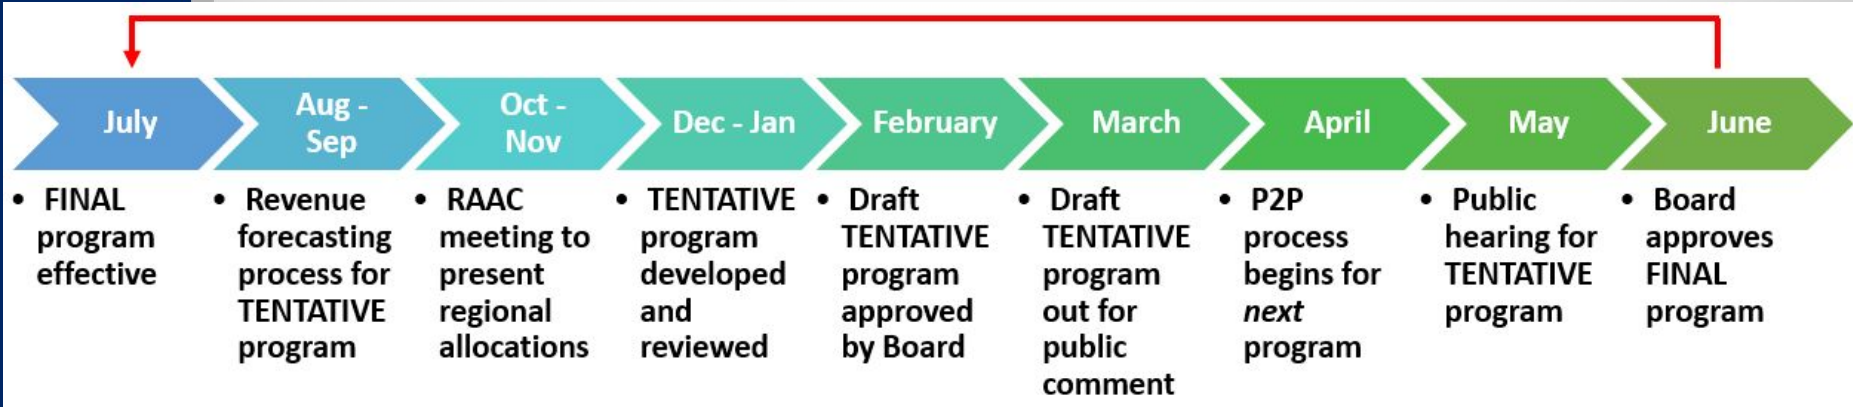 July
Aug -
Sep
Oct -
Nov
Dec - Jan
February
March
April
May
June
• FINAL
program
effective
• Revenue
forecasting
process for
TENTATIVE
program
• RAAC
meeting to
present
regional
allocations
• TENTATIVE
program
developed
and
reviewed
• Draft
TENTATIVE
program
approved
by Board
• Draft
TENTATIVE
program
out for
public
comment
• P2P
process
begins for
next
program
• Public
hearing for
TENTATIVE
program
• Board
approves
FINAL
program